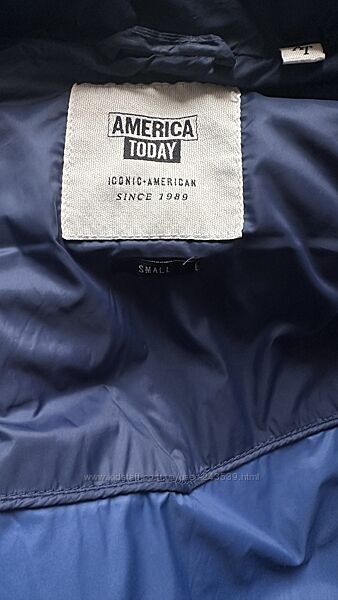 AMERICA
TODAY
ICONIC•AMERICAN
SINCE 1989
SMALL